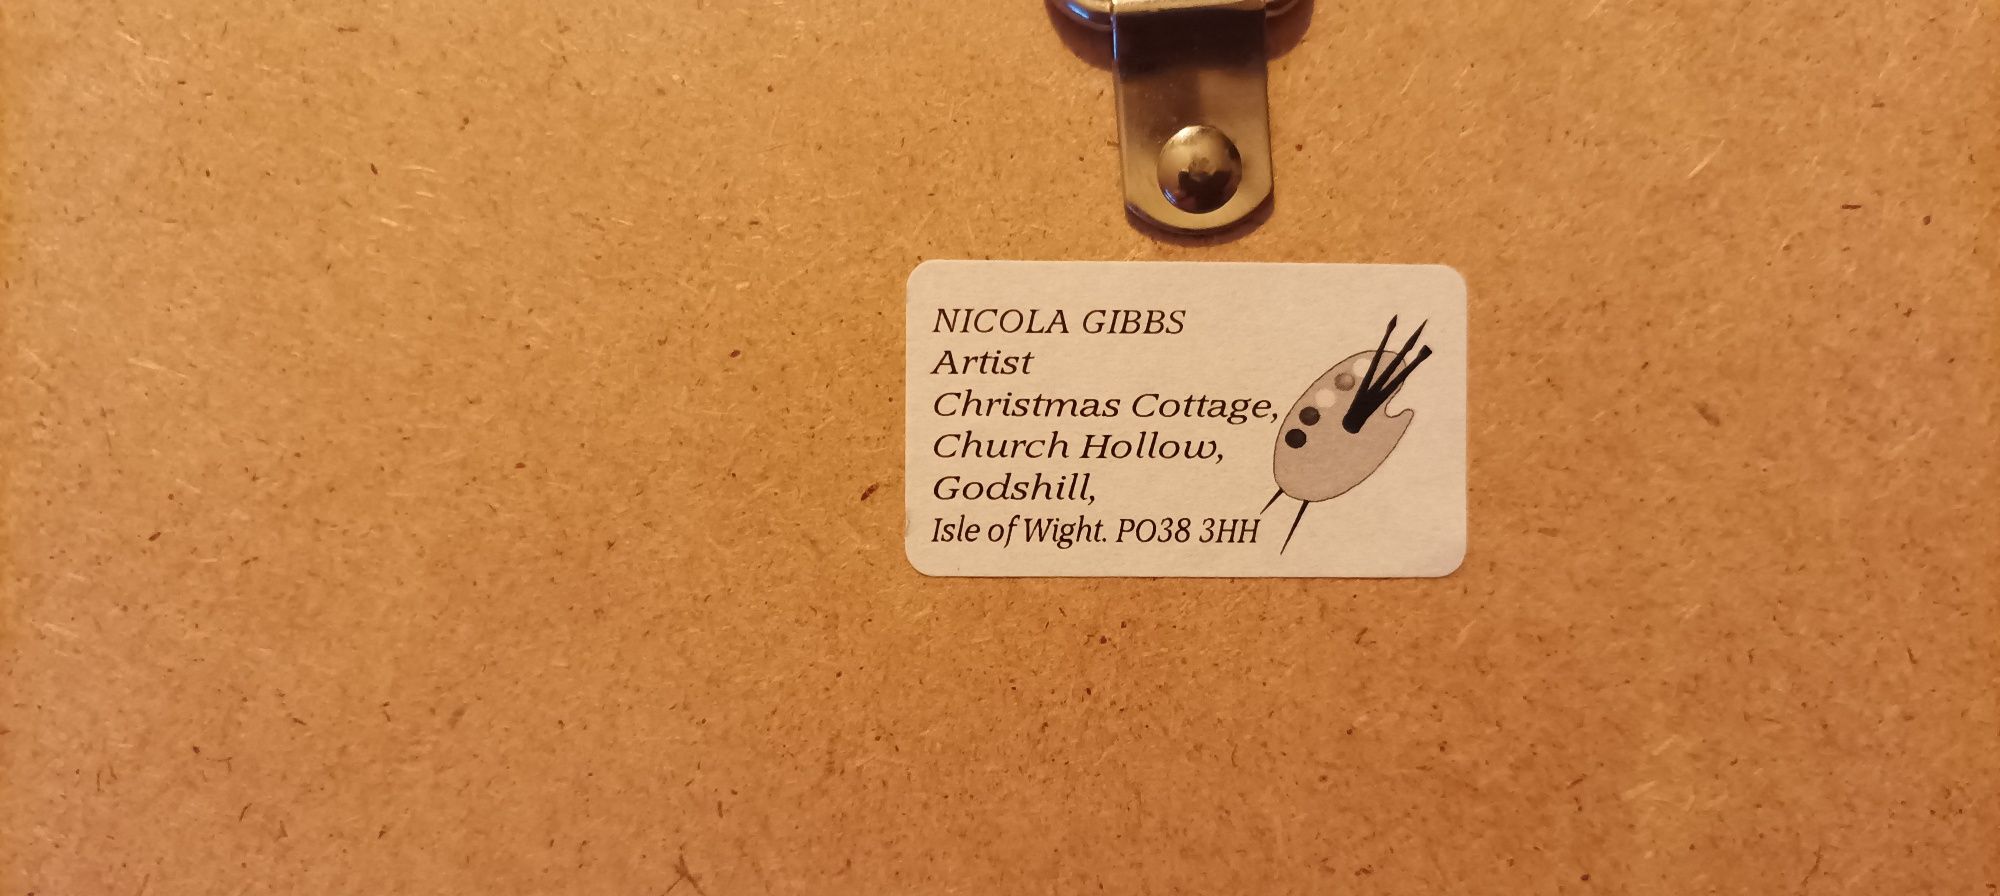 NICOLA GIBBS
Artist
Christmas Cottage,
Church Hollow,
Godshill,
Isle of Wight. PO38 3HH